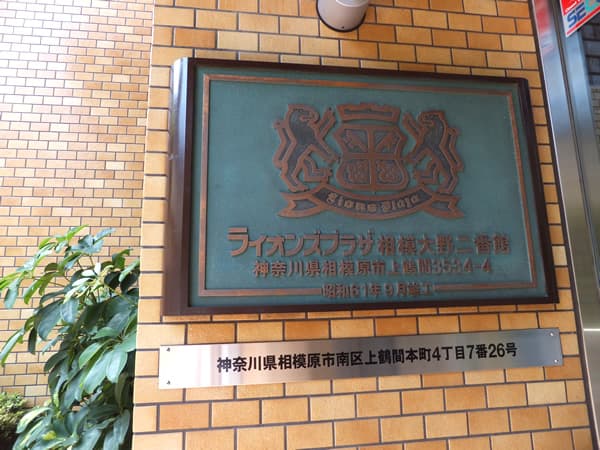 SE
Lions Plaza
ライオンズプラザ相模大野二番館
神奈川県相模原市上鶴間3534-4
昭和61年9月竣工
神奈川県相模原市南区上鶴間本町4丁目7番26号